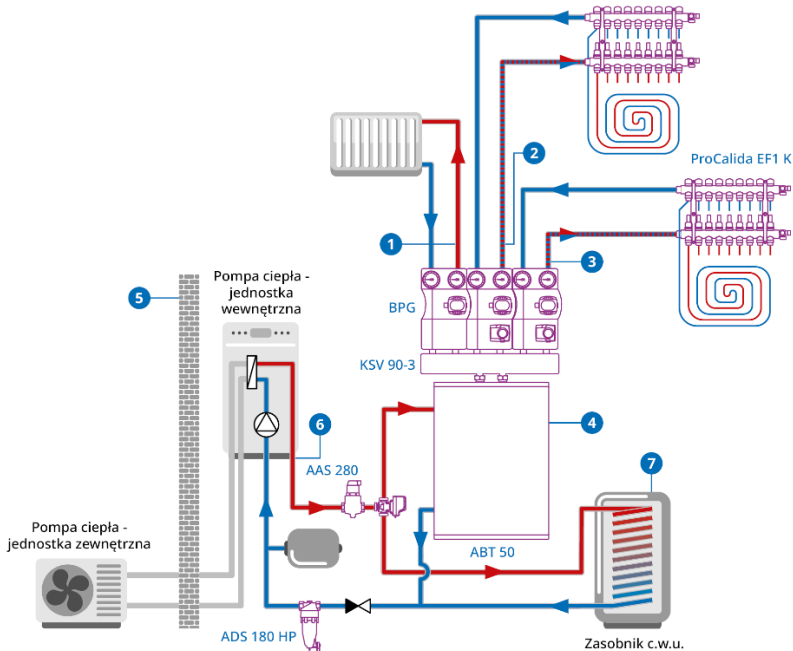 2
ProCalida EF1 K
1
3
5
Pompa ciepła -
jednostka
wewnętrzna
BPG
KSV 90-3
4
6
AAS 280
7
Pompa ciepła -
jednostka zewnętrzna
ABT 50
ADS 180 HP
Zasobnik c.w.u.